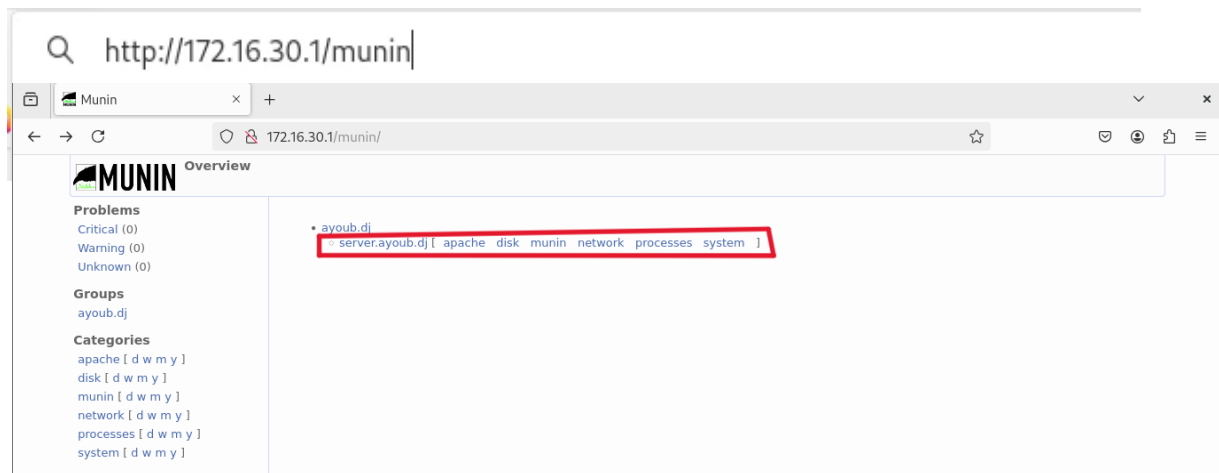 http://172.16.30.1/munin
Munin
172.16.30.1/munin/
MUNIN Overview
Problems
Critical (0)
Warning (0)
Unknown (0)
Groups
ayoub.dj
Categories
apache [ d w m y ]
disk [ d w m y ]
munin [ d w m y ]
network [ d w m y ]
processes [ d w m y ]
system [ d w m y ]
ayoub.dj
server.ayoub.dj [ apache disk munin network processes system ]